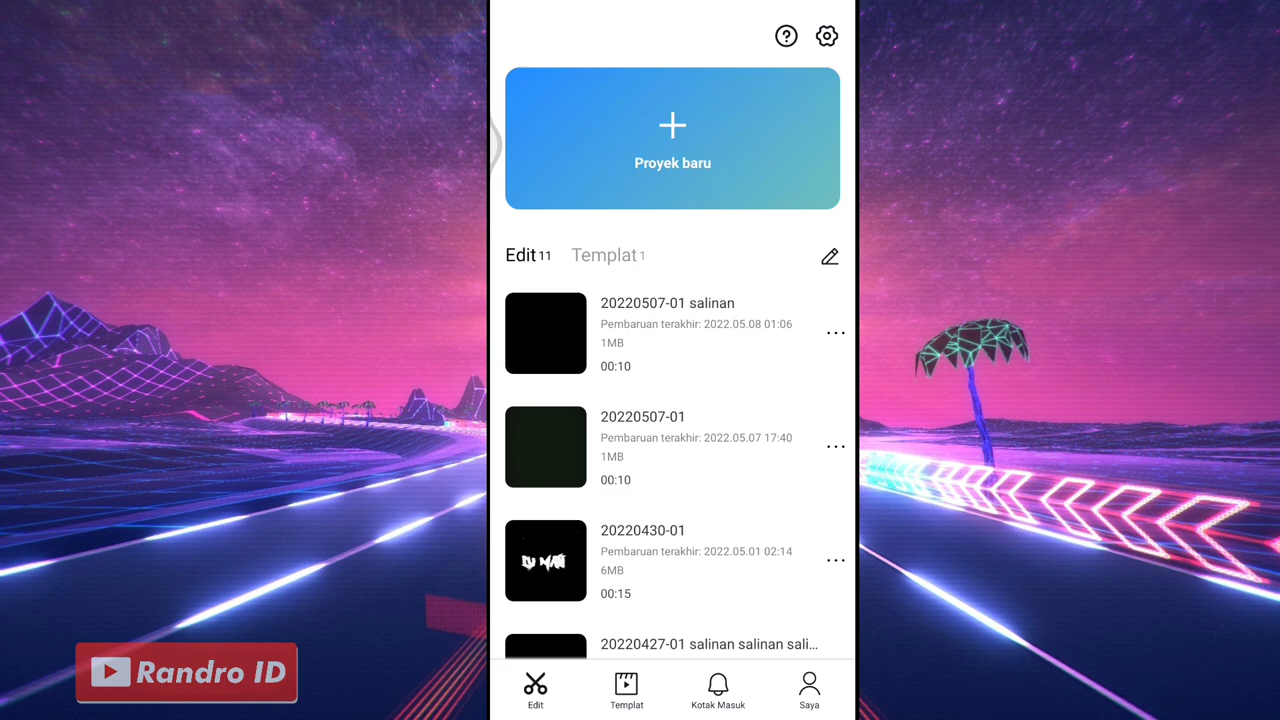 Proyek baru
Edit 11
Templat 1
20220507-01 salinan
Pembaruan terakhir: 2022.05.08 01:06
1MB
00:10
20220507-01
Pembaruan terakhir: 2022.05.07 17:40
1MB
00:10
20220430-01
Pembaruan terakhir: 2022.05.01 02:14
6MB
00:15
20220427-01 salinan salinan sali...
Edit
Templat
Kotak Masuk
Saya
Randro ID